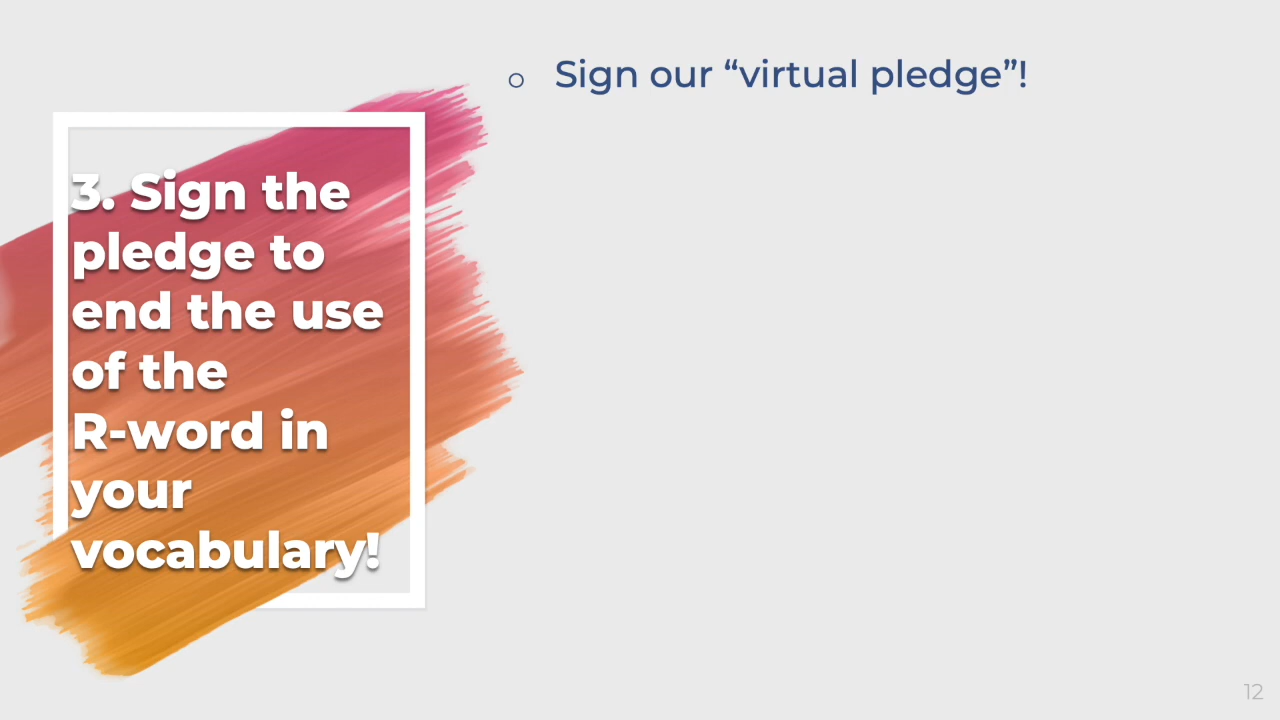 3. Sign the
pledge to
end the use
of the
R-word in
your
vocabulary!
o Sign our “virtual pledge”!
12